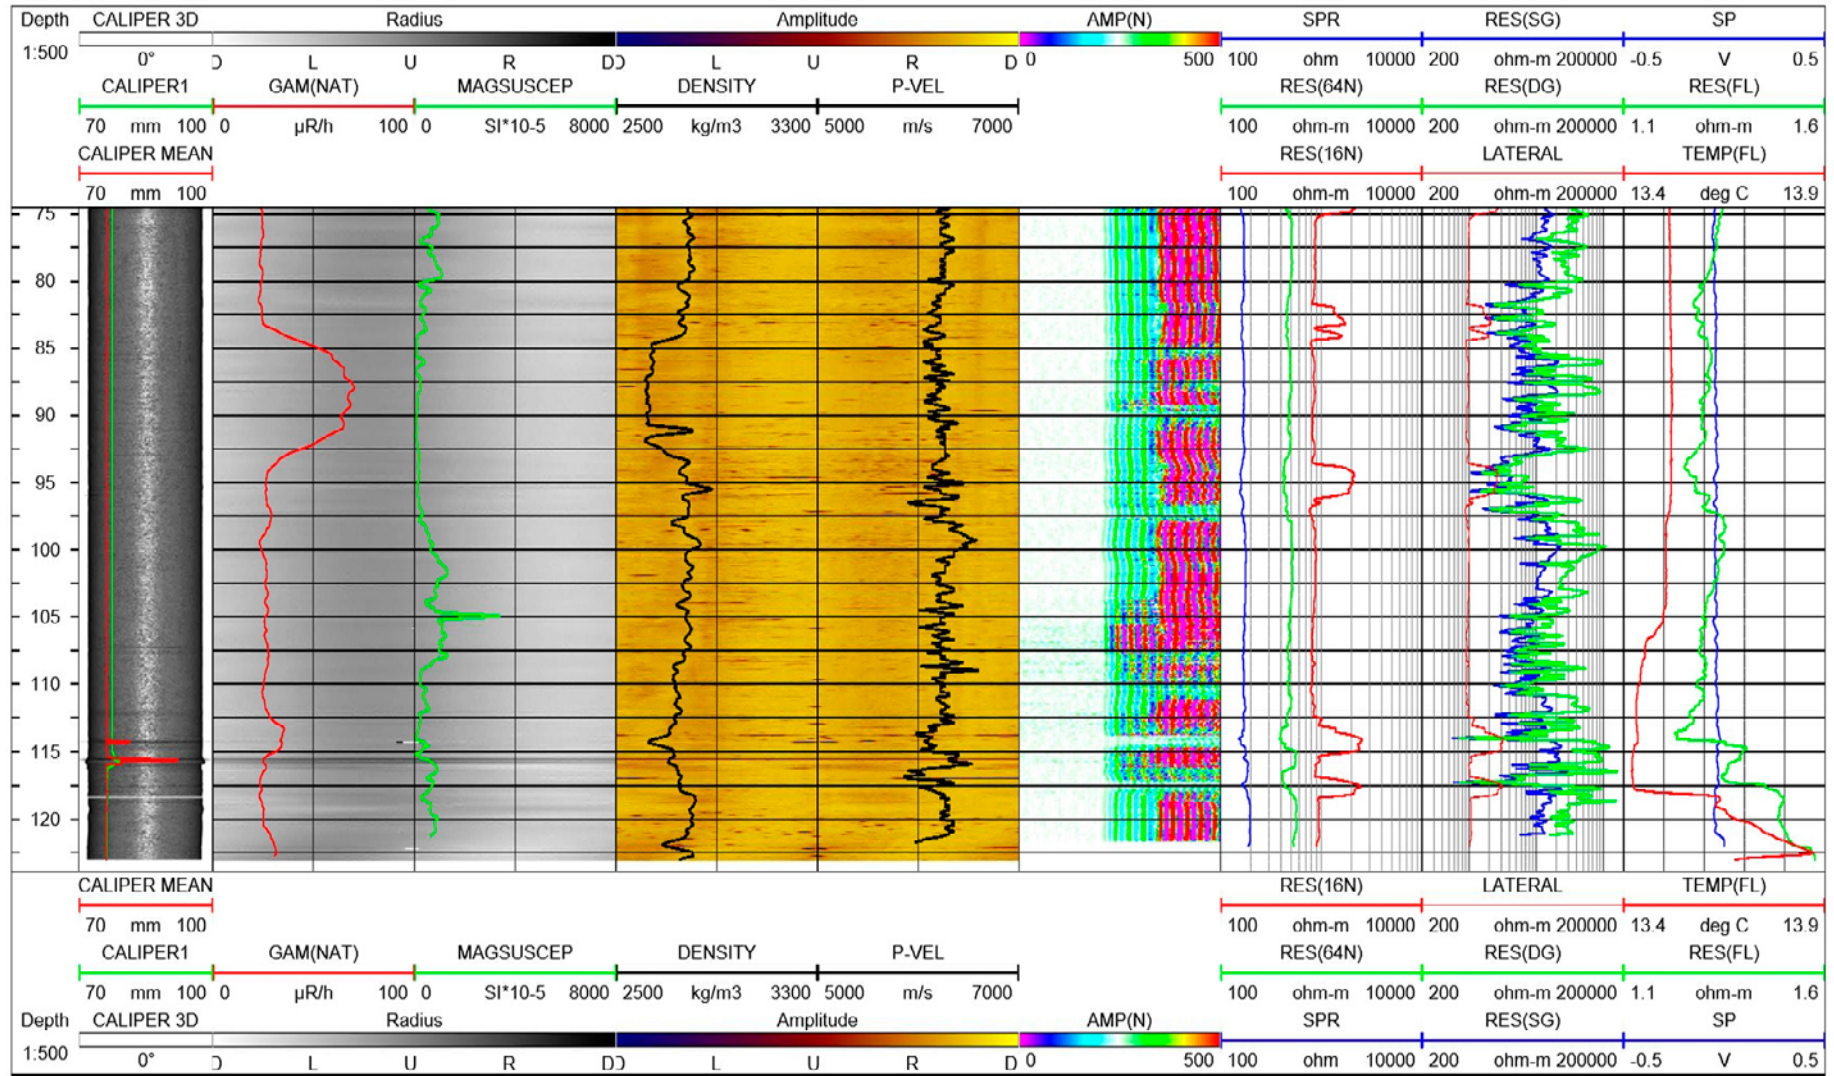 Depth CALIPER 3D Radius Amplitude AMP(N) SPR RES(SG) SP
1:500 0° D L U R D D L U R D 0 500 100 ohm 10000 200 ohm-m 200000 -0.5 V 0.5
CALIPER1 GAM(NAT) MAGSUSCEP DENSITY P-VEL RES(64N) RES(DG) RES(FL)
70 mm 100 0 µR/h 100 0 SI*10-5 8000 2500 kg/m3 3300 5000 m/s 7000 100 ohm-m 10000 200 ohm-m 200000 1.1 ohm-m 1.6
CALIPER MEAN RES(16N) LATERAL TEMP(FL)
70 mm 100 100 ohm-m 10000 200 ohm-m 200000 13.4 deg C 13.9
75
80
85
90
95
100
105
110
115
120
CALIPER MEAN RES(16N) LATERAL TEMP(FL)
70 mm 100 100 ohm-m 10000 200 ohm-m 200000 13.4 deg C 13.9
CALIPER1 GAM(NAT) MAGSUSCEP DENSITY P-VEL RES(64N) RES(DG) RES(FL)
70 mm 100 0 µR/h 100 0 SI*10-5 8000 2500 kg/m3 3300 5000 m/s 7000 100 ohm-m 10000 200 ohm-m 200000 1.1 ohm-m 1.6
Depth CALIPER 3D Radius Amplitude AMP(N) SPR RES(SG) SP
1:500 0° D L U R D D L U R D 0 500 100 ohm 10000 200 ohm-m 200000 -0.5 V 0.5